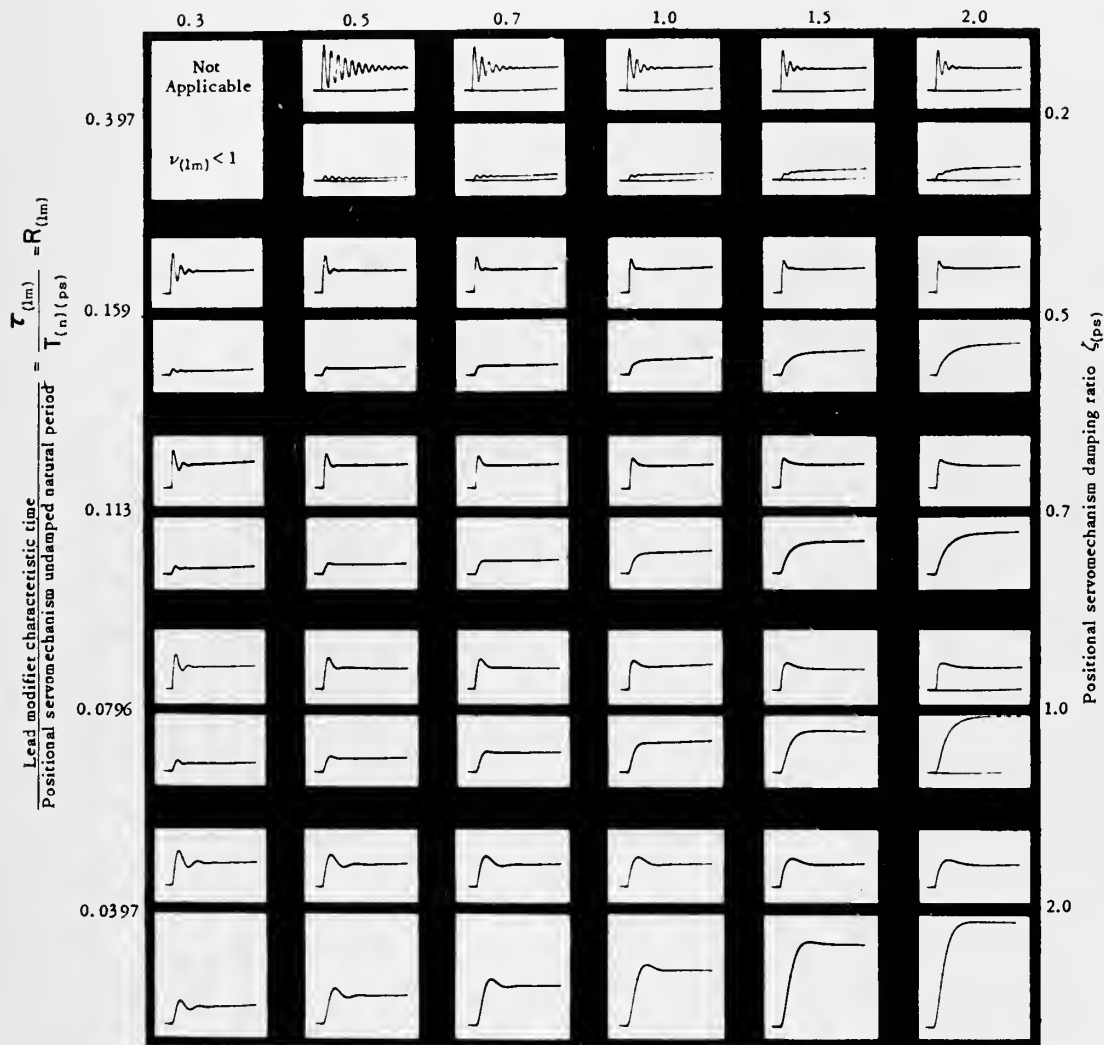 0.3 0.5 0.7 1.0 1.5 2.0
Not
Applicable
ν(lm) < 1
0.397
0.159
0.113
0.0796
0.0397
0.2
0.5
0.7
1.0
2.0
Lead modifier characteristic time
Positional servomechanism undamped natural period
= τ(lm) / T(n)(ps) = R(lm)
Positional servomechanism damping ratio ζ(ps)